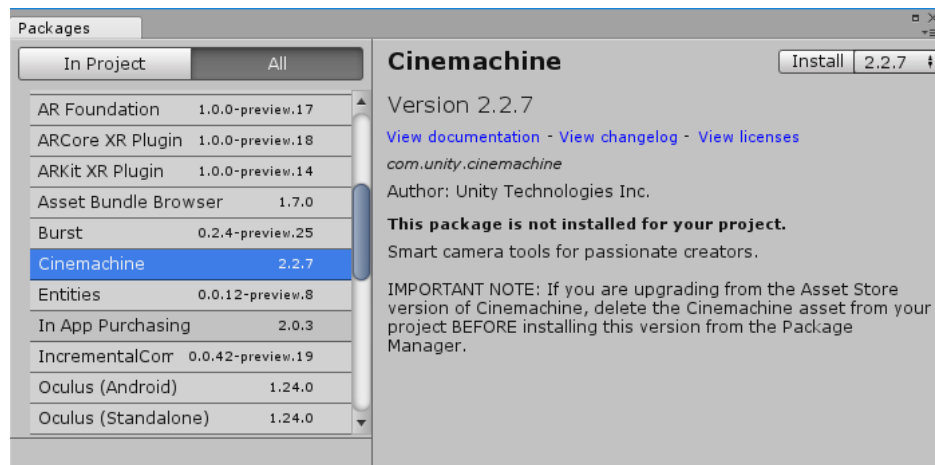 Packages
In Project
All
AR Foundation 1.0.0-preview.17
ARCore XR Plugin 1.0.0-preview.18
ARKit XR Plugin 1.0.0-preview.14
Asset Bundle Browser 1.7.0
Burst 0.2.4-preview.25
Cinemachine 2.2.7
Entities 0.0.12-preview.8
In App Purchasing 2.0.3
IncrementalCom 0.0.42-preview.19
Oculus (Android) 1.24.0
Oculus (Standalone) 1.24.0
Cinemachine
Install 2.2.7
Version 2.2.7
View documentation - View changelog - View licenses
com.unity.cinemachine
Author: Unity Technologies Inc.
This package is not installed for your project.
Smart camera tools for passionate creators.
IMPORTANT NOTE: If you are upgrading from the Asset Store
version of Cinemachine, delete the Cinemachine asset from your
project BEFORE installing this version from the Package
Manager.